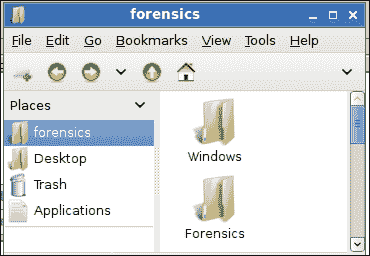 forensics
File Edit Go Bookmarks View Tools Help
Places
forensics
Desktop
Trash
Applications
Windows
Forensics